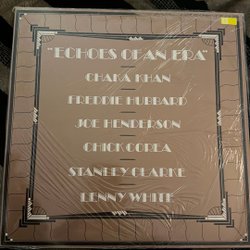 "ECHOES OF AN ERA"
CHAKA KHAN
FREDDIE HUBBARD
JOE HENDERSON
CHICK COREA
STANLEY CLARKE
LENNY WHITE